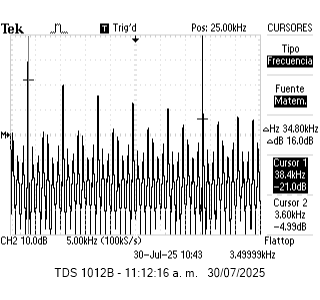 Tek T Trig'd Pos: 25.00kHz CURSORES
Tipo
Frecuencia
Fuente
Matem.
M
△Hz 34.80kHz
△dB 16.0dB
Cursor 1
38.4kHz
-21.0dB
Cursor 2
3.60kHz
-4.99dB
CH2 10.0dB 5.00kHz (100kS/s) Flattop
30-Jul-25 10:43 3.49999kHz
TDS 1012B - 11:12:16 a. m. 30/07/2025